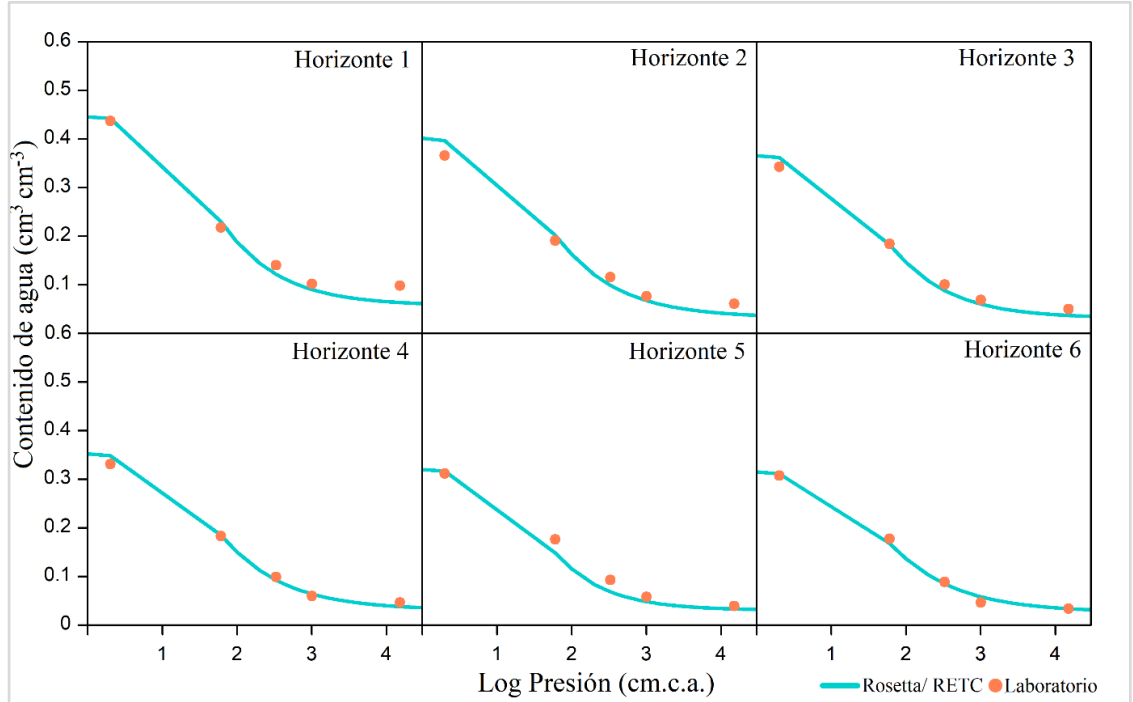 Contenido de agua (cm³ cm⁻³)
0.6
0.5
0.4
0.3
0.2
0.1
Horizonte 1
Horizonte 2
Horizonte 3
0.6
0.5
0.4
0.3
0.2
0.1
0
Horizonte 4
Horizonte 5
Horizonte 6
1 2 3 4 1 2 3 4 1 2 3 4
Log Presión (cm.c.a.)
Rosetta/ RETC Laboratorio